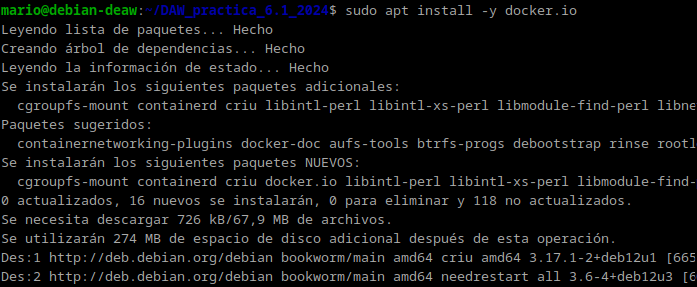 mario@debian-deaw:~/DAW_practica_6.1_2024$ sudo apt install -y docker.io
Leyendo lista de paquetes... Hecho
Creando árbol de dependencias... Hecho
Leyendo la información de estado... Hecho
Se instalarán los siguientes paquetes adicionales:
  cgroupfs-mount containerd criu libintl-perl libintl-xs-perl libmodule-find-perl libne
Paquetes sugeridos:
  containernetworking-plugins docker-doc aufs-tools btrfs-progs debootstrap rinse rootl
Se instalarán los siguientes paquetes NUEVOS:
  cgroupfs-mount containerd criu docker.io libintl-perl libintl-xs-perl libmodule-find-
0 actualizados, 16 nuevos se instalarán, 0 para eliminar y 118 no actualizados.
Se necesita descargar 726 kB/67,9 MB de archivos.
Se utilizarán 274 MB de espacio de disco adicional después de esta operación.
Des:1 http://deb.debian.org/debian bookworm/main amd64 criu amd64 3.17.1-2+deb12u1 [665
Des:2 http://deb.debian.org/debian bookworm/main amd64 needrestart all 3.6-4+deb12u3 [6